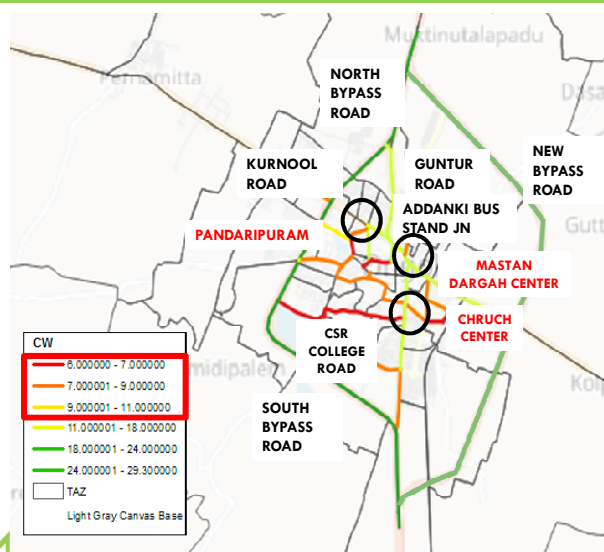 Muktinutalapadu
Pernamitta
NORTH
BYPASS
ROAD
Dasa
KURNOOL
ROAD
GUNTUR
ROAD
NEW
BYPASS
ROAD
ADDANKI BUS
STAND JN
Gutt
PANDARIPURAM
MASTAN
DARGAH CENTER
CHRUCH
CENTER
CSR
COLLEGE
ROAD
midipalem
Kolp
SOUTH
BYPASS
ROAD
CW
6.000000 - 7.000000
7.000001 - 9.000000
9.000001 - 11.000000
11.000001 - 18.000000
18.000001 - 24.000000
24.000001 - 29.300000
TAZ
Light Gray Canvas Base